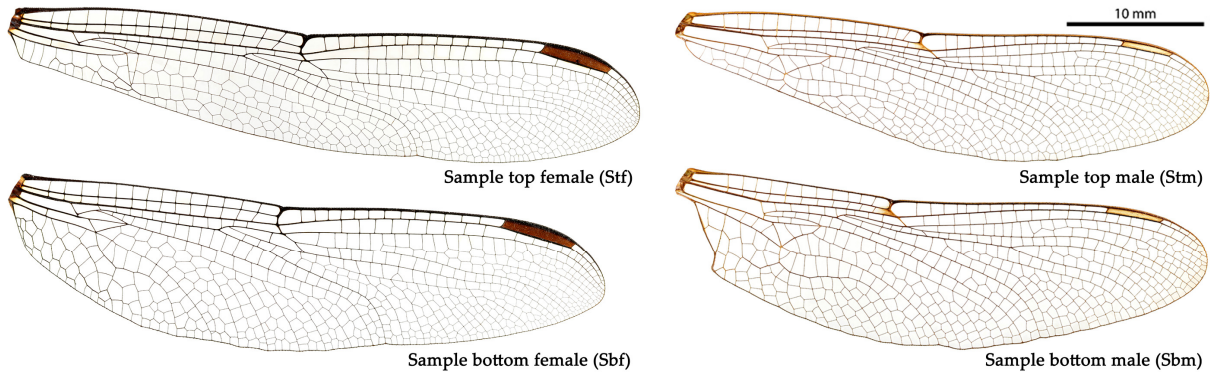 10 mm
Sample top female (Stf)
Sample top male (Stm)
Sample bottom female (Sbf)
Sample bottom male (Sbm)